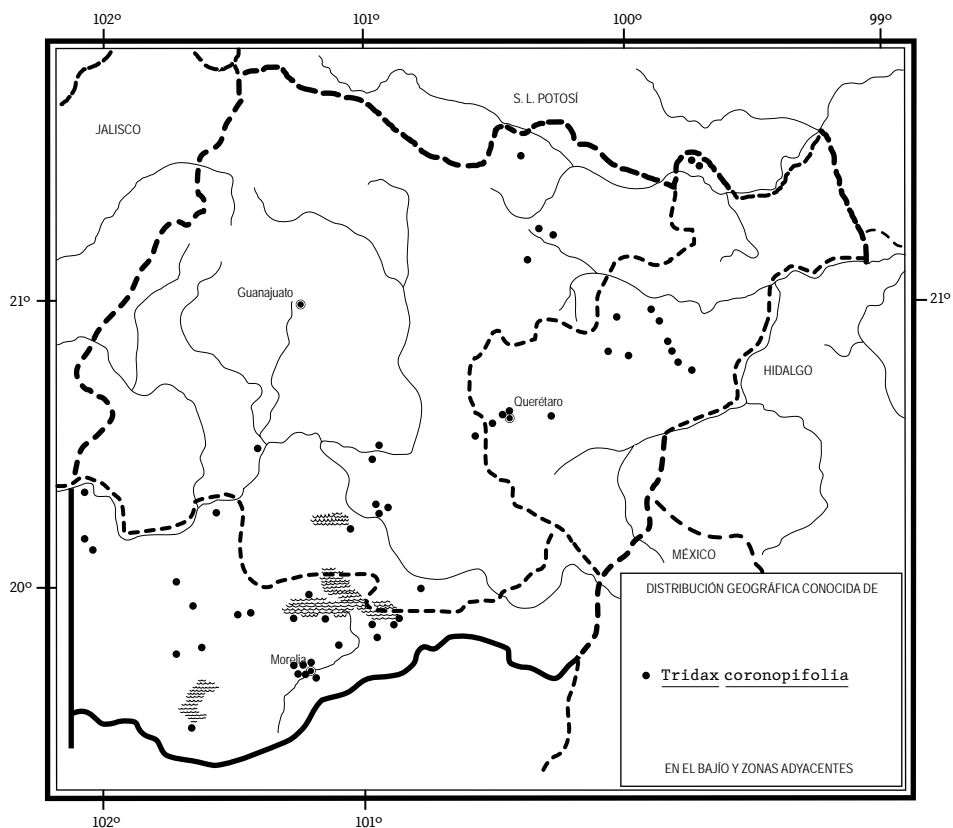 102º 101º 100º 99º
S. L. POTOSÍ
JALISCO
Guanajuato
21º 21º
HIDALGO
Querétaro
MÉXICO
20º
DISTRIBUCIÓN GEOGRÁFICA CONOCIDA DE
Morelia
Tridax coronopifolia
EN EL BAJÍO Y ZONAS ADYACENTES
102º 101º